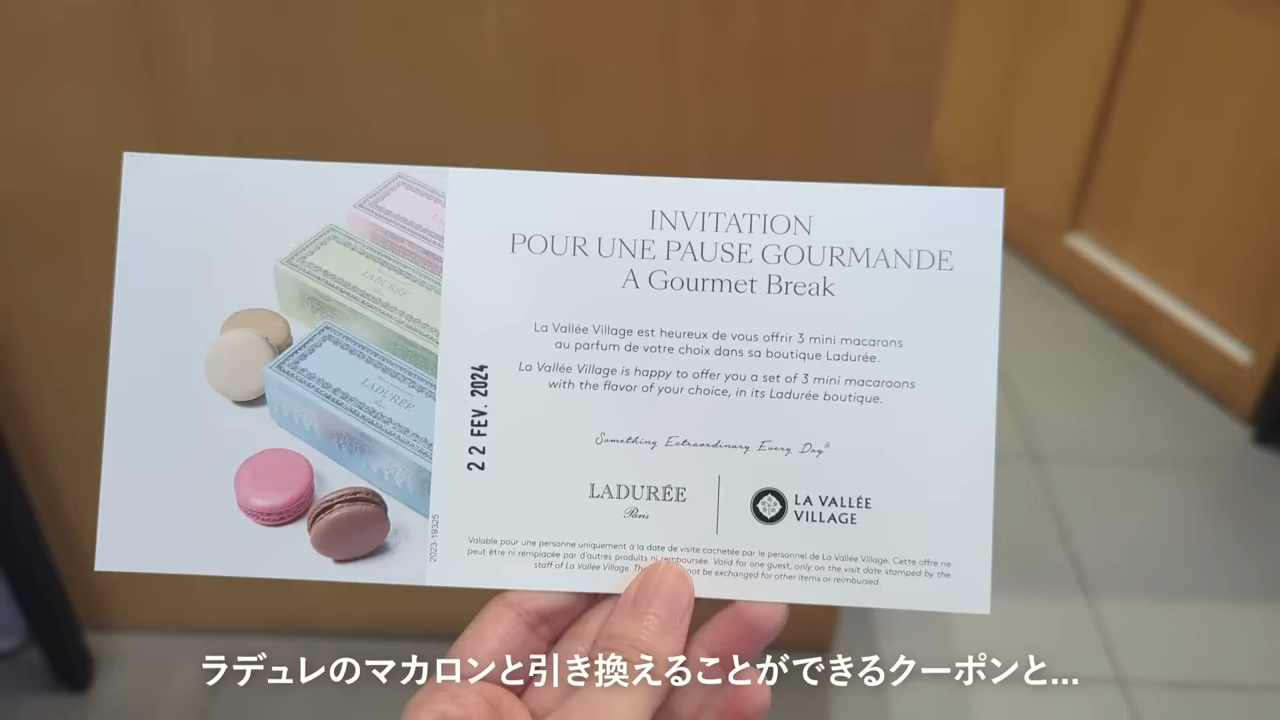 INVITATION
POUR UNE PAUSE GOURMANDE
A Gourmet Break
La Vallée Village est heureux de vous offrir 3 mini macarons
au parfum de votre choix dans sa boutique Ladurée.
La Vallée Village is happy to offer you a set of 3 mini macaroons
with the flavor of your choice, in its Ladurée boutique.
22 FEV. 2024
Something Extraordinary Every Day®
LADURÉE
Paris
LA VALLÉE
VILLAGE
2023-19325
Valable pour une personne uniquement à la date de visite cachetée par le personnel de La Vallée Village. Cette offre ne
peut être ni remplacée par d'autres produits ni remboursée. Valid for one guest, only on the visit date stamped by the
staff of La Vallée Village. not be exchanged for other items or reimbursed.
LADURÉE
LADURÉE
Paris
ラデュレのマカロンと引き換えることができるクーポンと...